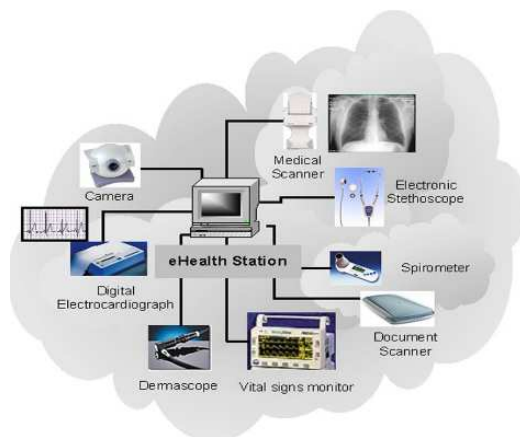 Medical
Scanner
Camera
Electronic
Stethoscope
eHealth Station
Spirometer
Digital
Electrocardiograph
Document
Scanner
Dermascope
Vital signs monitor